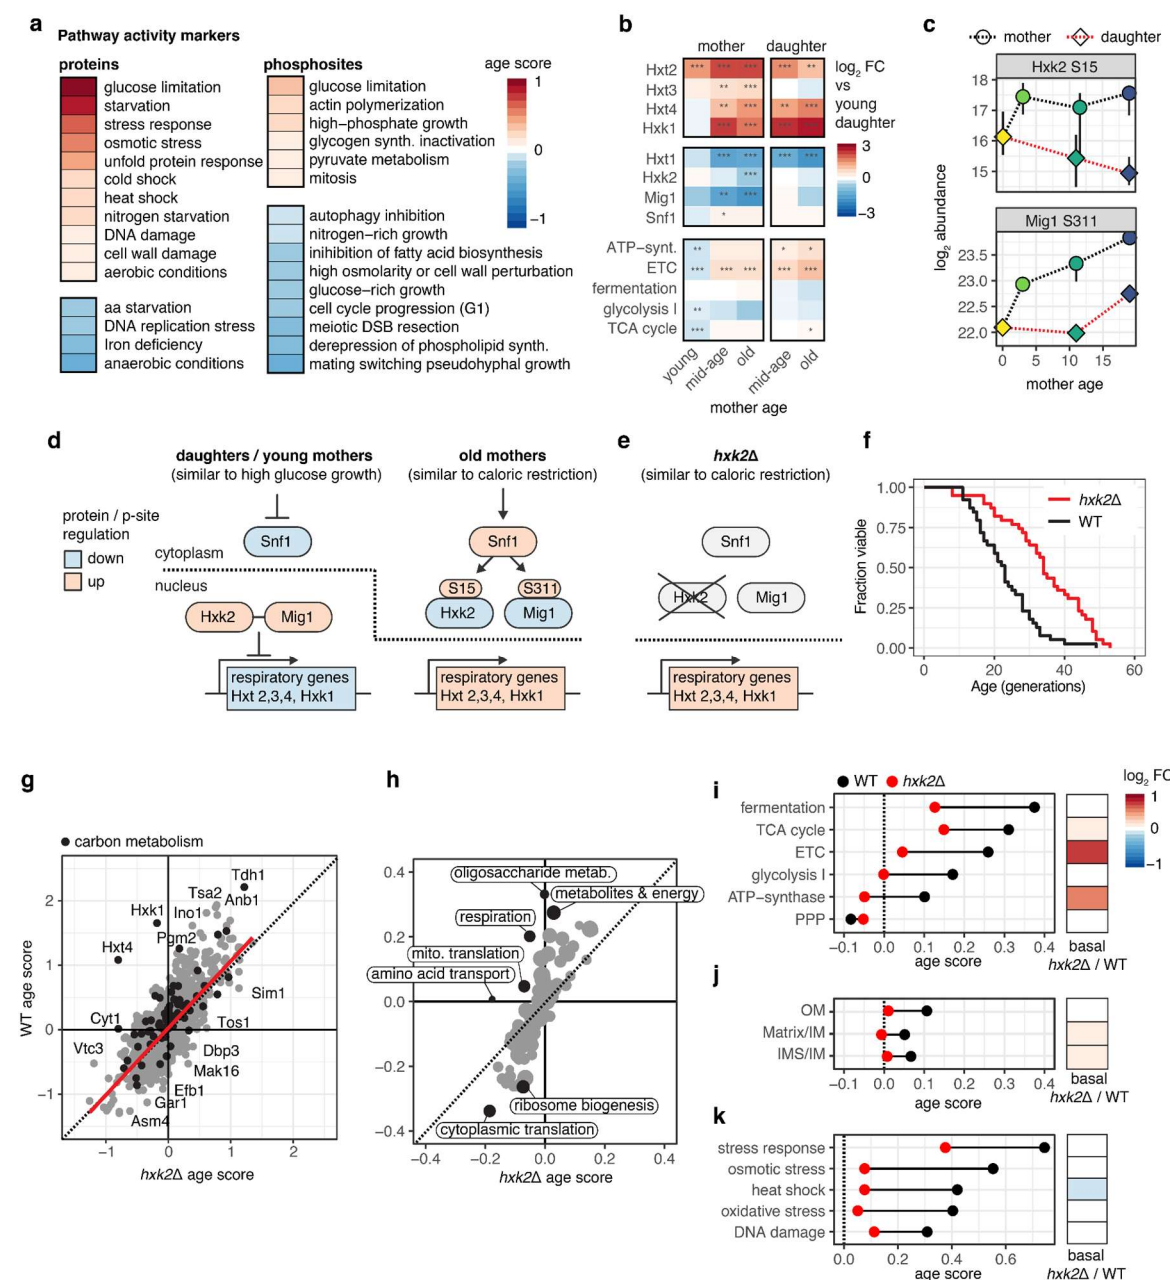 a
Pathway activity markers
proteins
glucose limitation
starvation
stress response
osmotic stress
unfold protein response
cold shock
heat shock
nitrogen starvation
DNA damage
cell wall damage
aerobic conditions
aa starvation
DNA replication stress
Iron deficiency
anaerobic conditions
phosphosites
glucose limitation
actin polymerization
high−phosphate growth
glycogen synth. inactivation
pyruvate metabolism
mitosis
autophagy inhibition
nitrogen−rich growth
inihibition of fatty acid biosynthesis
high osmolarity or cell wall perturbation
glucose−rich growth
cell cycle progression (G1)
meiotic DSB resection
derepression of phospholipid synth.
mating switching pseudohyphal growth
age score
1
0
−1
b
mother daughter
Hxt2 *** *** *** *** **
Hxt3 ** ***
Hxt4 ** *** ** ***
Hxk1 *** *** *** ***
Hxt1 *** *** *** ***
Hxk2 ***
Mig1 ** ***
Snf1 *
ATP−synt. ** * *
ETC *** *** *** *** ***
fermentation
glycolysis I **
TCA cycle *** *
young mid-age old mid-age old
mother age
log2 FC
vs
young
daughter
3
0
−3
c
mother daughter
Hxk2 S15
18
17
16
15
Mig1 S311
23.5
23.0
22.5
22.0
log2 abundance
0 5 10 15
mother age
d
daughters / young mothers
(similar to high glucose growth)
old mothers
(similar to caloric restriction)
protein / p-site
regulation
down
up
cytoplasm
nucleus
Snf1
Hxk2
Mig1
respiratory genes
Hxt 2,3,4, Hxk1
Snf1
S15
S311
Hxk2
Mig1
respiratory genes
Hxt 2,3,4, Hxk1
e
hxk2Δ
(similar to caloric restriction)
Snf1
Hxk2
Mig1
respiratory genes
Hxt 2,3,4, Hxk1
f
hxk2Δ
WT
1.00
0.75
0.50
0.25
0.00
Fraction viable
0 20 40 60
Age (generations)
g
carbon metabolism
Tdh1
Tsa2
Anb1
Hxk1
Ino1
Pgm2
Hxt4
Sim1
Cyt1
Tos1
Vtc3
Dbp3
Mak16
Efb1
Gar1
Asm4
2
1
0
−1
WT age score
−1 0 1 2
hxk2Δ age score
h
oligosaccharide metab.
metabolites & energy
respiration
mito. translation
amino acid transport
ribosome biogenesis
cytoplasmic translation
0.4
0.2
0.0
−0.2
−0.4
−0.4 −0.2 0.0 0.2 0.4
hxk2Δ age score
i
WT hxk2Δ
fermentation
TCA cycle
ETC
glycolysis I
ATP−synthase
PPP
−0.1 0.0 0.1 0.2 0.3 0.4
age score
basal
hxk2Δ / WT
log2 FC
1
0
−1
j
OM
Matrix/IM
IMS/IM
−0.1 0.0 0.1 0.2 0.3 0.4
age score
basal
hxk2Δ / WT
k
stress response
osmotic stress
heat shock
oxidative stress
DNA damage
0.0 0.2 0.4 0.6
age score
basal
hxk2Δ / WT